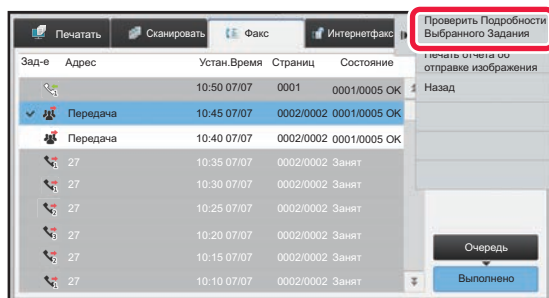 Печатать
Сканировать
Факс
Интернетфакс
Проверить Подробности
Выбранного Задания
Печать отчета об
отправке изображения
Назад
Зад-е Адрес Устан.Время Страниц Состояние
10:50 07/07 0001 0001/0005 OK
Передача 10:45 07/07 0002/0002 0001/0005 OK
Передача 10:40 07/07 0002/0002 0001/0005 OK
27 10:35 07/07 0002/0002 Занят
27 10:30 07/07 0002/0002 Занят
27 10:25 07/07 0002/0002 Занят
27 10:20 07/07 0002/0002 Занят
27 10:15 07/07 0002/0002 Занят
27 10:10 07/07 0002/0002 Занят
Очередь
Выполнено